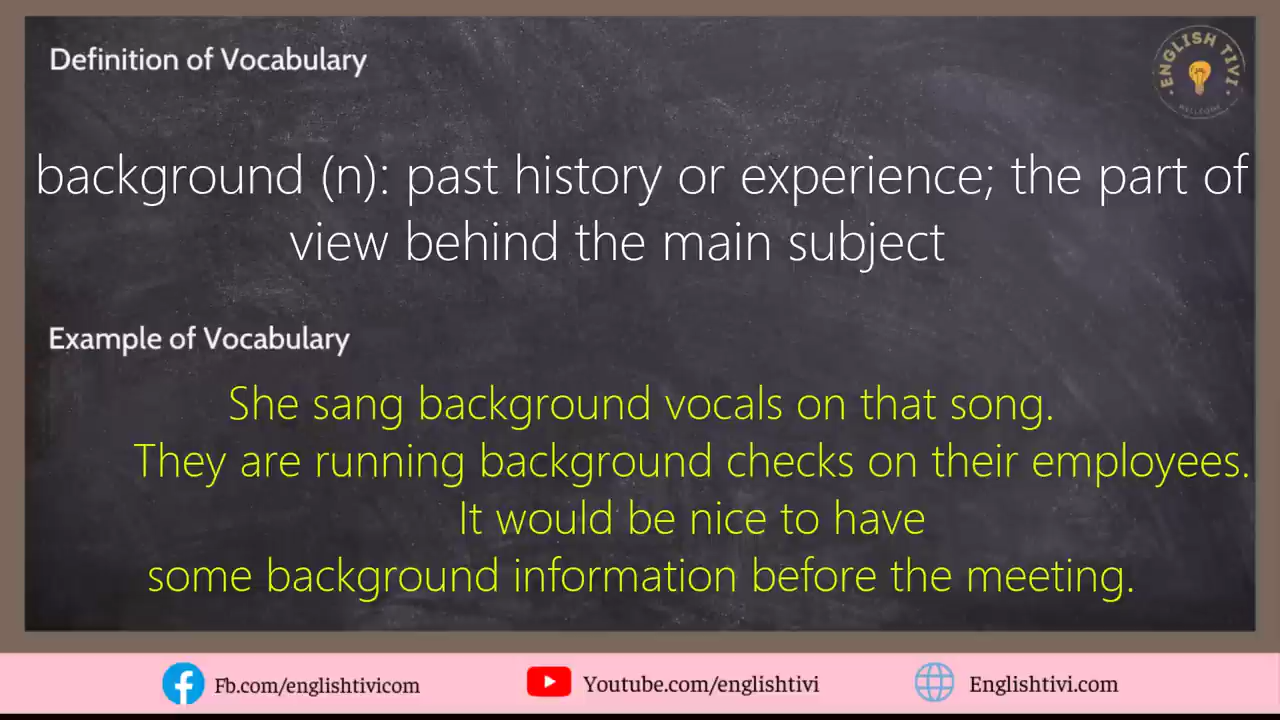 Definition of Vocabulary
ENGLISH TIVI
WELLCOME
background (n): past history or experience; the part of
view behind the main subject
Example of Vocabulary
She sang background vocals on that song.
They are running background checks on their employees.
It would be nice to have
some background information before the meeting.
Fb.com/englishtivicom
Youtube.com/englishtivi
Englishtivi.com